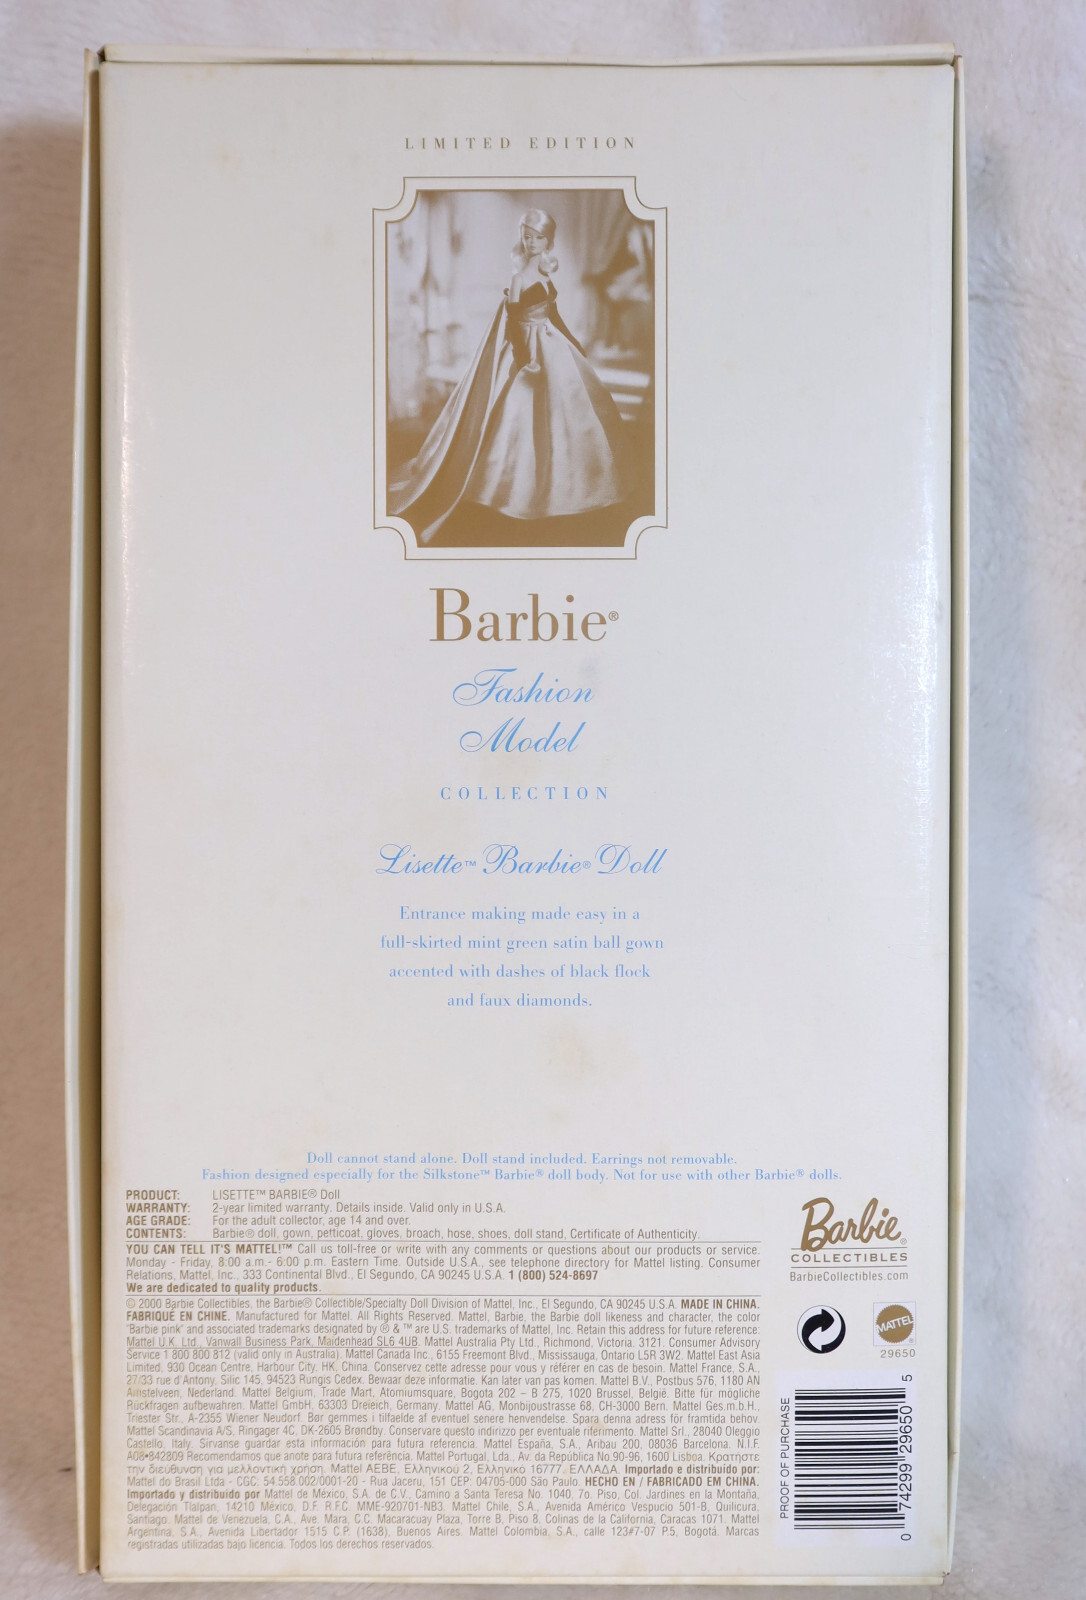 LIMITED EDITION
Barbie®
Fashion
Model
COLLECTION
Lisette™ Barbie® Doll
Entrance making made easy in a
full-skirted mint green satin ball gown
accented with dashes of black flock
and faux diamonds.
Doll cannot stand alone. Doll stand included. Earrings not removable.
Fashion designed especially for the Silkstone™ Barbie® doll body. Not for use with other Barbie® dolls.
PRODUCT: LISETTE™ BARBIE® Doll
WARRANTY: 2-year limited warranty. Details inside. Valid only in U.S.A.
AGE GRADE: For the adult collector, age 14 and over.
CONTENTS: Barbie® doll, gown, petticoat, gloves, broach, hose, shoes, doll stand, Certificate of Authenticity.
YOU CAN TELL IT'S MATTEL!™ Call us toll-free or write with any comments or questions about our products or service.
Monday - Friday, 8:00 a.m.- 6:00 p.m. Eastern Time. Outside U.S.A., see telephone directory for Mattel listing. Consumer
Relations, Mattel, Inc., 333 Continental Blvd., El Segundo, CA 90245 U.S.A. 1 (800) 524-8697
We are dedicated to quality products.
© 2000 Barbie Collectibles, the Barbie® Collectible/Specialty Doll Division of Mattel, Inc., El Segundo, CA 90245 U.S.A. MADE IN CHINA.
FABRIQUÉ EN CHINE. Manufactured for Mattel. All Rights Reserved. Mattel, Barbie, the Barbie doll likeness and character, the color
"Barbie pink" and associated trademarks designated by ® & ™ are U.S. trademarks of Mattel, Inc. Retain this address for future reference:
Mattel U.K. Ltd., Vanwall Business Park, Maidenhead SL6 4UB. Mattel Australia Pty Ltd., Richmond, Victoria. 3121. Consumer Advisory
Service 1 800 800 812 (valid only in Australia). Mattel Canada Inc., 6155 Freemont Blvd., Mississauga, Ontario L5R 3W2. Mattel East Asia
Limited, 930 Ocean Centre, Harbour City, HK, China. Conservez cette adresse pour vous y référer en cas de besoin. Mattel France, S.A.,
27/33 rue d'Antony, Silic 145, 94523 Rungis Cedex. Bewaar deze informatie. Kan later van pas komen. Mattel B.V., Postbus 576, 1180 AN
Amstelveen, Nederland. Mattel Belgium, Trade Mart, Atomiumsquare, Bogota 202 – B 275, 1020 Brussel, België. Bitte für mögliche
Rückfragen aufbewahren. Mattel GmbH, 63303 Dreieich, Germany. Mattel AG, Monbijoustrasse 68, CH-3000 Bern. Mattel Ges.m.b.H.,
Triester Str., A-2355 Wiener Neudorf. Bør gemmes i tilfælde af eventuel senere henvendelse. Spara denna adress för framtida behov.
Mattel Scandinavia A/S, Ringager 4C, DK-2605 Brøndby. Conservare questo indirizzo per eventuale riferimento. Mattel Srl., 28040 Oleggio
Castello, Italy. Sírvanse guardar esta información para futura referencia. Mattel España, S.A., Aribau 200, 08036 Barcelona. N.I.F.
A08•842809 Recomendamos que anote para futura referência. Mattel Portugal, Lda., Av. da República No.90-96, 1600 Lisboa. Κρατήστε
την διεύθυνση για μελλοντική χρήση. Mattel AEBE, Ελληνικού 2, Ελληνικό 16777, ΕΛΛΑΔΑ. Importado e distribuido por:
Mattel do Brasil Ltda - CGC: 54.558.002/0001-20 - Rua Jaceru, 151 CEP: 04705-000 São Paulo. HECHO EN / FABRICADO EM CHINA.
Importado y distribuido por Mattel de México, S.A. de C.V., Camino a Santa Teresa No. 1040, 7o. Piso, Col. Jardines en la Montaña,
Delegación Tlalpan, 14210 México, D.F. R.F.C. MME-920701-NB3. Mattel Chile, S.A., Avenida Américo Vespucio 501-B, Quilicura,
Santiago. Mattel de Venezuela, C.A., Ave. Mara, C.C. Macaracuay Plaza, Torre B, Piso 8, Colinas de la California, Caracas 1071. Mattel
Argentina, S.A., Avenida Libertador 1515 C.P. (1638), Buenos Aires. Mattel Colombia, S.A., calle 123#7-07 P.5, Bogotá. Marcas
registradas utilizadas bajo licencia. Todos los derechos reservados.
Barbie®
COLLECTIBLES
BarbieCollectibles.com
MATTEL®
29650
PROOF OF PURCHASE
0 74299 29650 5